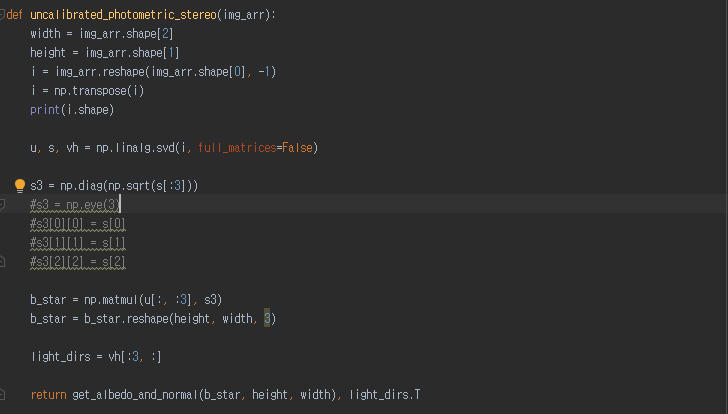 def uncalibrated_photometric_stereo(img_arr):
width = img_arr.shape[2]
height = img_arr.shape[1]
i = img_arr.reshape(img_arr.shape[0], -1)
i = np.transpose(i)
print(i.shape)
u, s, vh = np.linalg.svd(i, full_matrices=False)
s3 = np.diag(np.sqrt(s[:3]))
#s3 = np.eye(3)
#s3[0][0] = s[0]
#s3[1][1] = s[1]
#s3[2][2] = s[2]
b_star = np.matmul(u[:, :3], s3)
b_star = b_star.reshape(height, width, 3)
light_dirs = vh[:3, :]
return get_albedo_and_normal(b_star, height, width), light_dirs.T